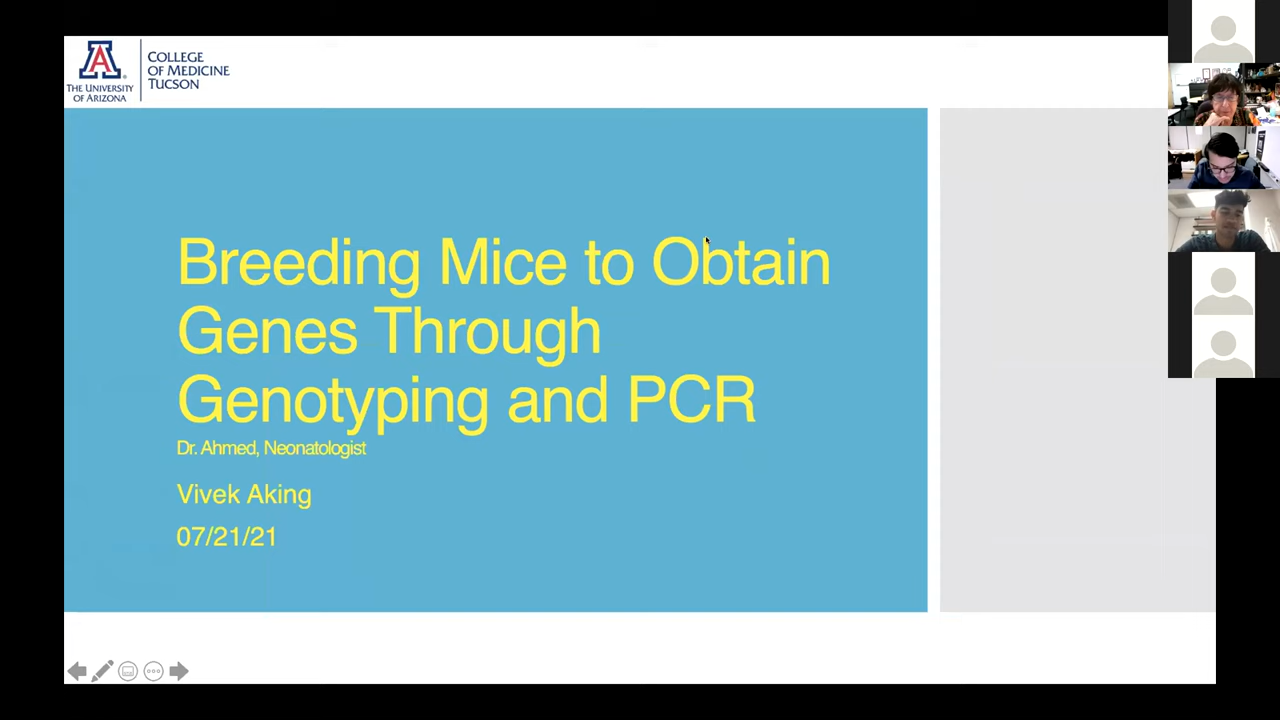 THE UNIVERSITY
OF ARIZONA
COLLEGE
OF MEDICINE
TUCSON
Breeding Mice to Obtain
Genes Through
Genotyping and PCR
Dr. Ahmed, Neonatologist
Vivek Aking
07/21/21